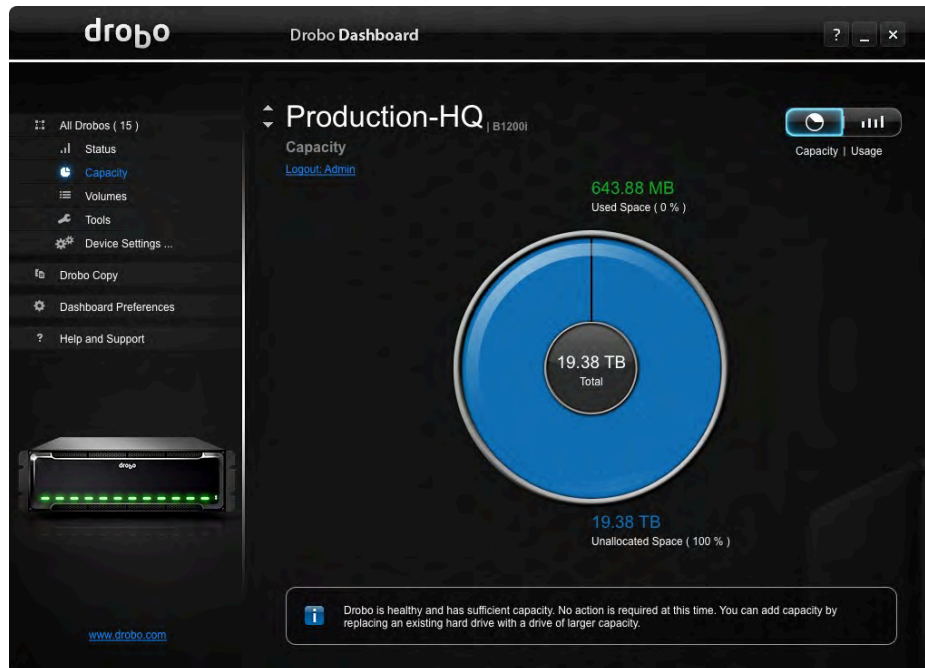 drobo
Drobo Dashboard
? _ ×
All Drobos ( 15 )
Status
Capacity
Volumes
Tools
Device Settings ...
Drobo Copy
Dashboard Preferences
? Help and Support
drobo
www.drobo.com
Production-HQ | B1200i
Capacity
Logout: Admin
Capacity | Usage
643.88 MB
Used Space ( 0 % )
19.38 TB
Total
19.38 TB
Unallocated Space ( 100 % )
i
Drobo is healthy and has sufficient capacity. No action is required at this time. You can add capacity by
replacing an existing hard drive with a drive of larger capacity.